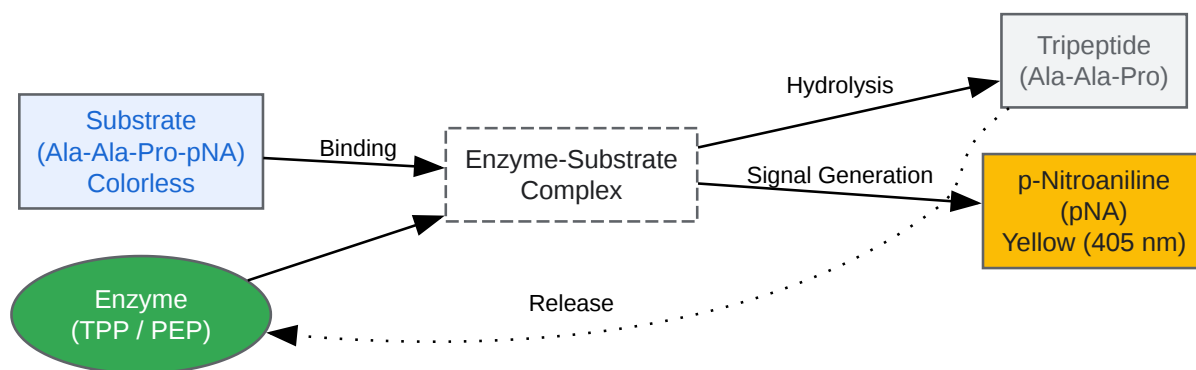 Substrate
(Ala-Ala-Pro-pNA)
Colorless
Binding
Enzyme
(TPP / PEP)
Enzyme-Substrate
Complex
Hydrolysis
Signal Generation
Release
Tripeptide
(Ala-Ala-Pro)
p-Nitroaniline
(pNA)
Yellow (405 nm)